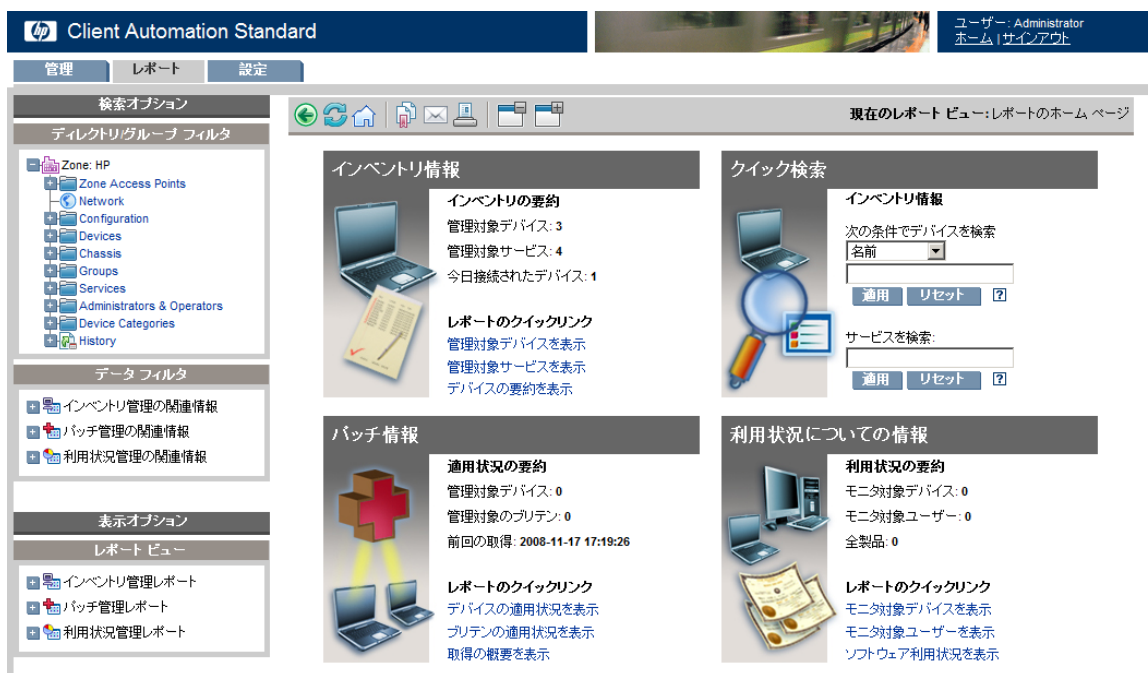 hp Client Automation Standard
ユーザー: Administrator
ホーム | サインアウト
管理 レポート 設定
検索オプション
ディレクトリ/グループ フィルタ
Zone: HP
Zone Access Points
Network
Configuration
Devices
Chassis
Groups
Services
Administrators & Operators
Device Categories
History
データ フィルタ
インベントリ管理の関連情報
パッチ管理の関連情報
利用状況管理の関連情報
表示オプション
レポート ビュー
インベントリ管理レポート
パッチ管理レポート
利用状況管理レポート
現在のレポート ビュー:レポートのホーム ページ
インベントリ情報
インベントリの要約
管理対象デバイス: 3
管理対象サービス: 4
今日接続されたデバイス: 1
レポートのクイックリンク
管理対象デバイスを表示
管理対象サービスを表示
デバイスの要約を表示
クイック検索
インベントリ情報
次の条件でデバイスを検索
名前
適用 リセット ?
サービスを検索:
適用 リセット ?
パッチ情報
適用状況の要約
管理対象デバイス: 0
管理対象のブリテン: 0
前回の取得: 2008-11-17 17:19:26
レポートのクイックリンク
デバイスの適用状況を表示
ブリテンの適用状況を表示
取得の概要を表示
利用状況についての情報
利用状況の要約
モニタ対象デバイス: 0
モニタ対象ユーザー: 0
全製品: 0
レポートのクイックリンク
モニタ対象デバイスを表示
モニタ対象ユーザーを表示
ソフトウェア利用状況を表示